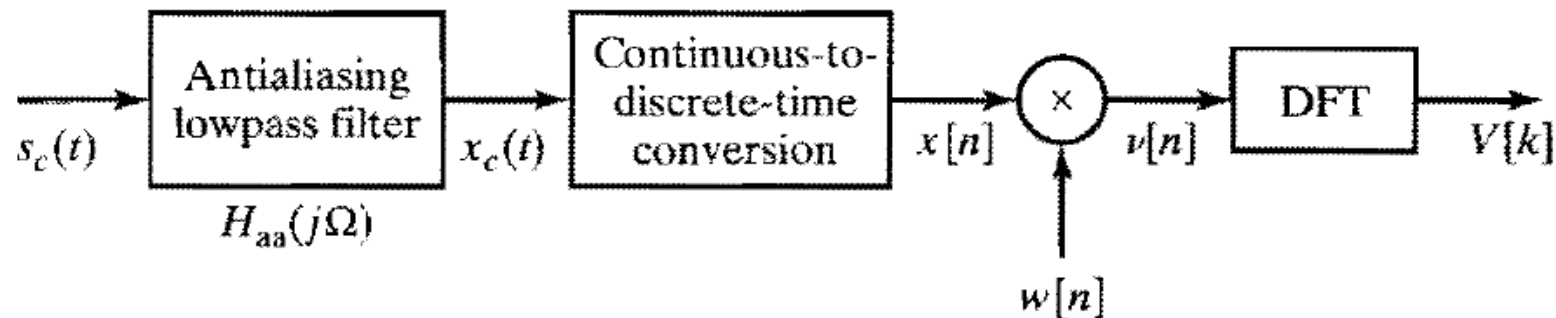 Antialiasing
lowpass filter
Continuous-to-
discrete-time
conversion
×
DFT
s_c(t)
x_c(t)
x[n]
ν[n]
V[k]
H_aa(jΩ)
w[n]